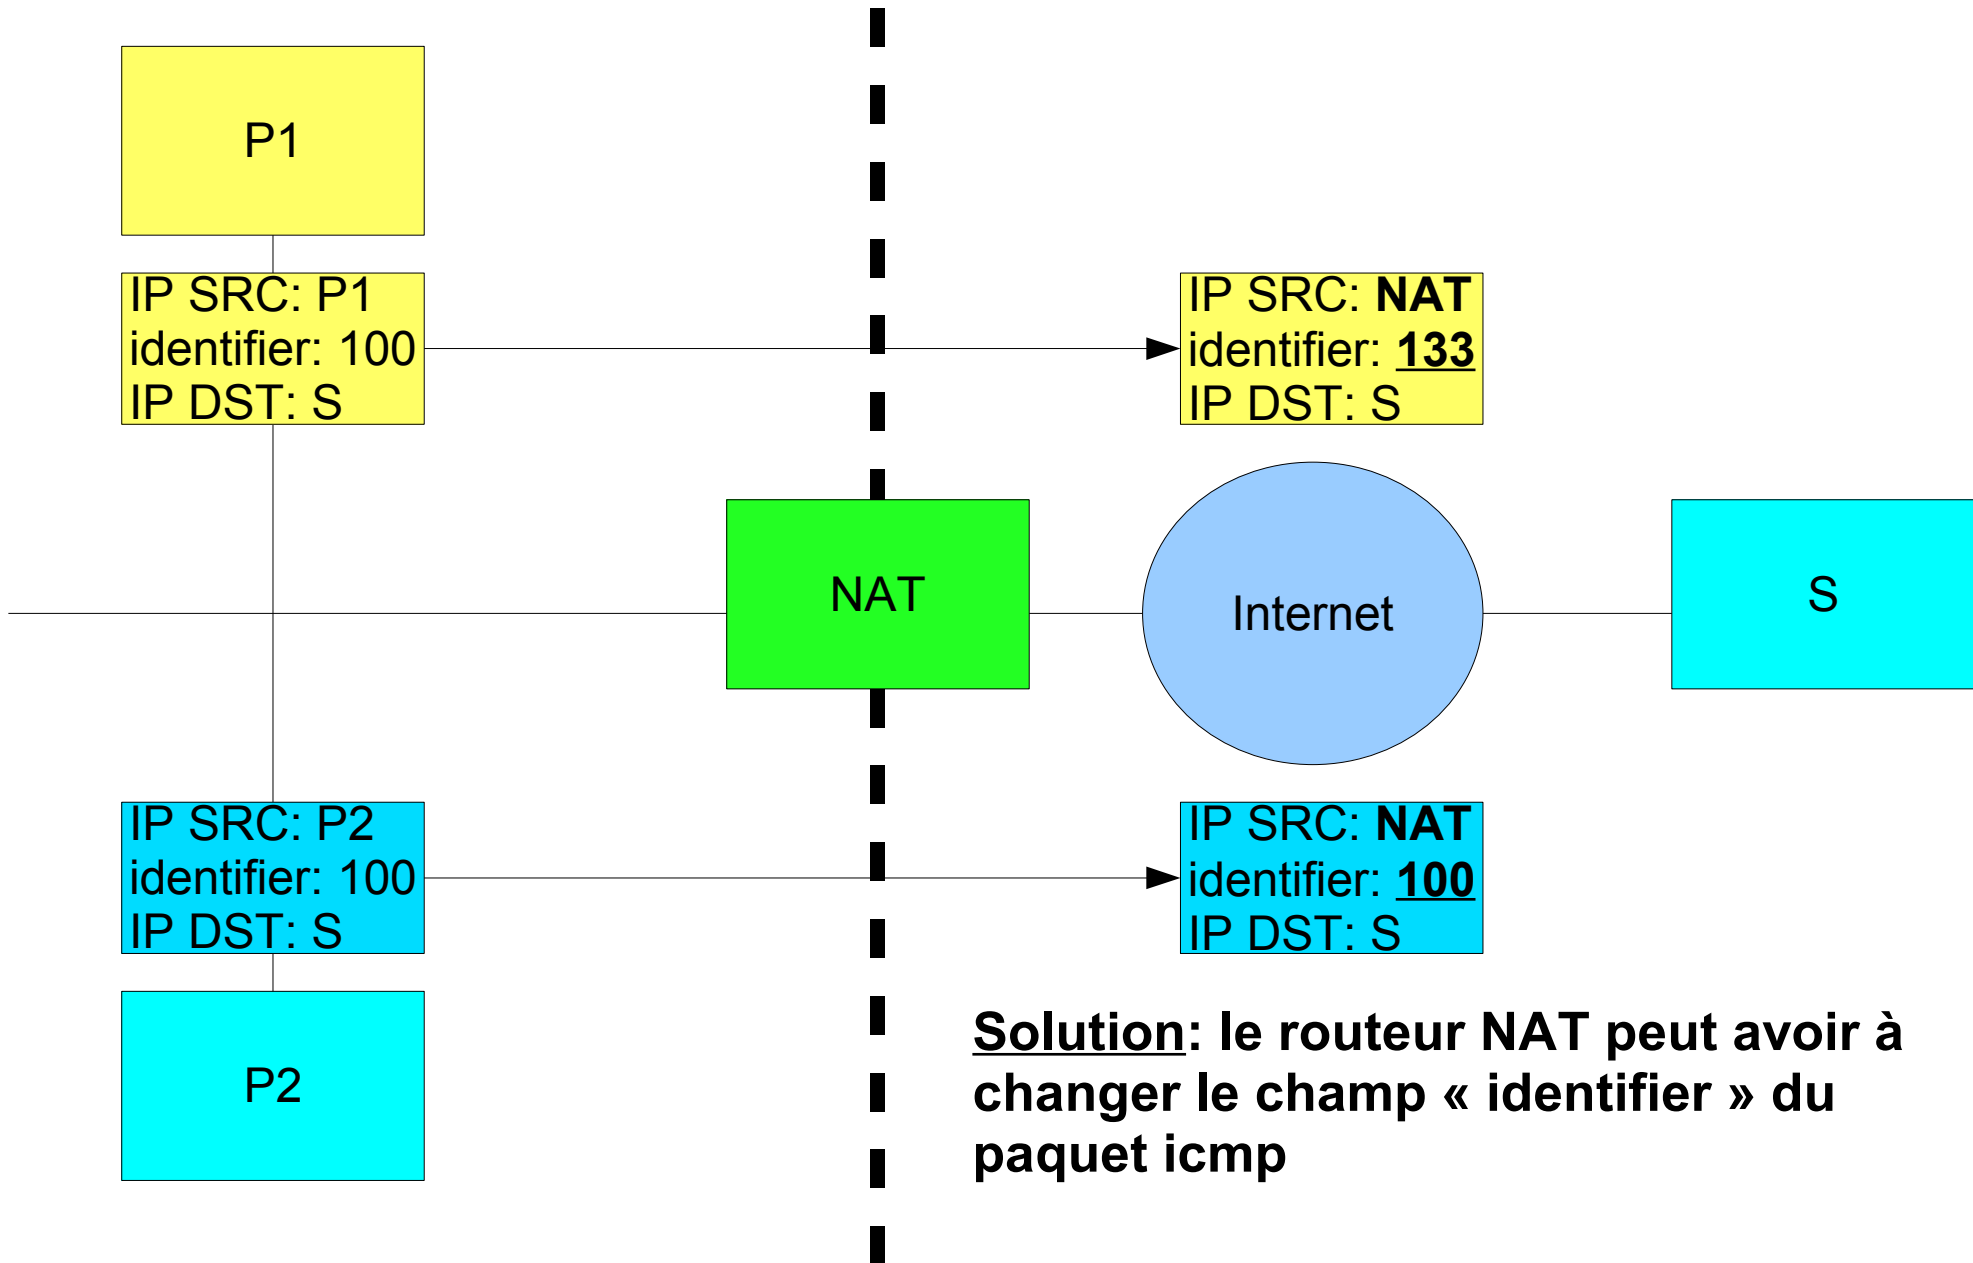 P1
IP SRC: P1
identifier: 100
IP DST: S
IP SRC: NAT
identifier: 133
IP DST: S
NAT
Internet
S
IP SRC: P2
identifier: 100
IP DST: S
IP SRC: NAT
identifier: 100
IP DST: S
P2
Solution: le routeur NAT peut avoir à
changer le champ « identifier » du
paquet icmp